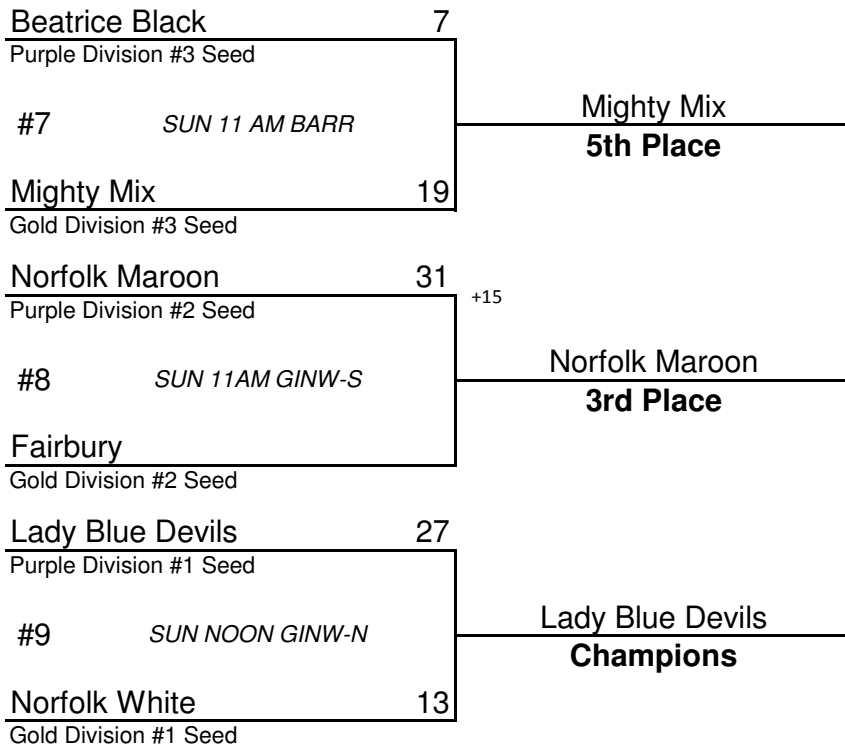 Beatrice Black 7
Purple Division #3 Seed
#7 SUN 11 AM BARR
Mighty Mix
5th Place
Mighty Mix 19
Gold Division #3 Seed
Norfolk Maroon 31
+15
Purple Division #2 Seed
#8 SUN 11AM GINW-S
Norfolk Maroon
3rd Place
Fairbury
Gold Division #2 Seed
Lady Blue Devils 27
Purple Division #1 Seed
#9 SUN NOON GINW-N
Lady Blue Devils
Champions
Norfolk White 13
Gold Division #1 Seed